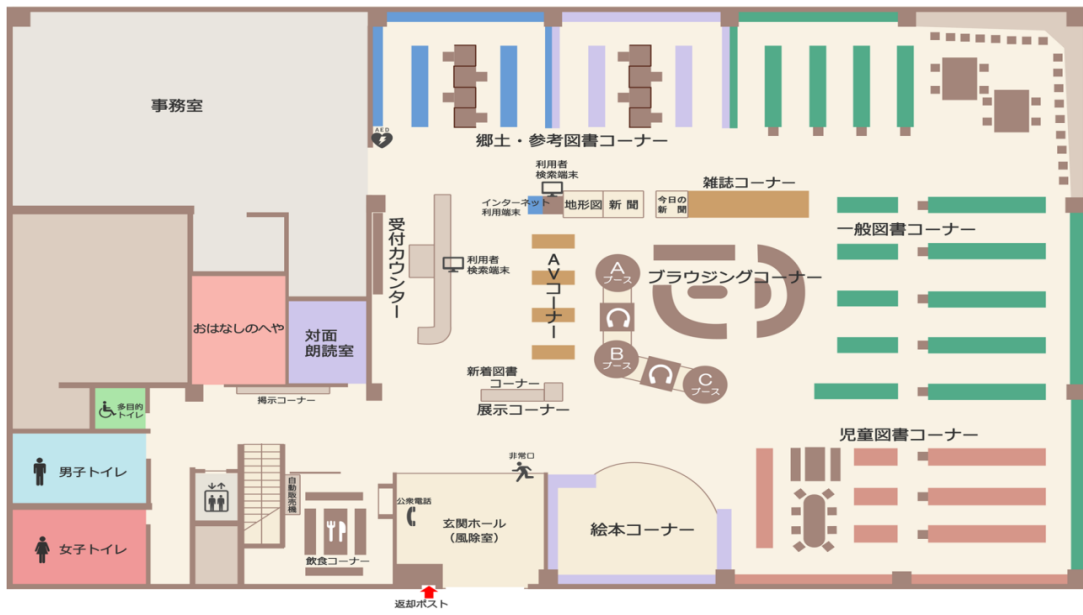 事務室
AED
郷土・参考図書コーナー
利用者
検索端末
インターネット
利用端末
地形図
新聞
今日の
新聞
雑誌コーナー
一般図書コーナー
受付カウンター
利用者
検索端末
AVコーナー
A
ブース
B
ブース
C
ブース
ブラウジングコーナー
おはなしのへや
対面
朗読室
掲示コーナー
新着図書
コーナー
展示コーナー
多目的
トイレ
男子トイレ
女子トイレ
自動販売機
飲食コーナー
公衆電話
玄関ホール
(風除室)
非常口
絵本コーナー
児童図書コーナー
返却ポスト